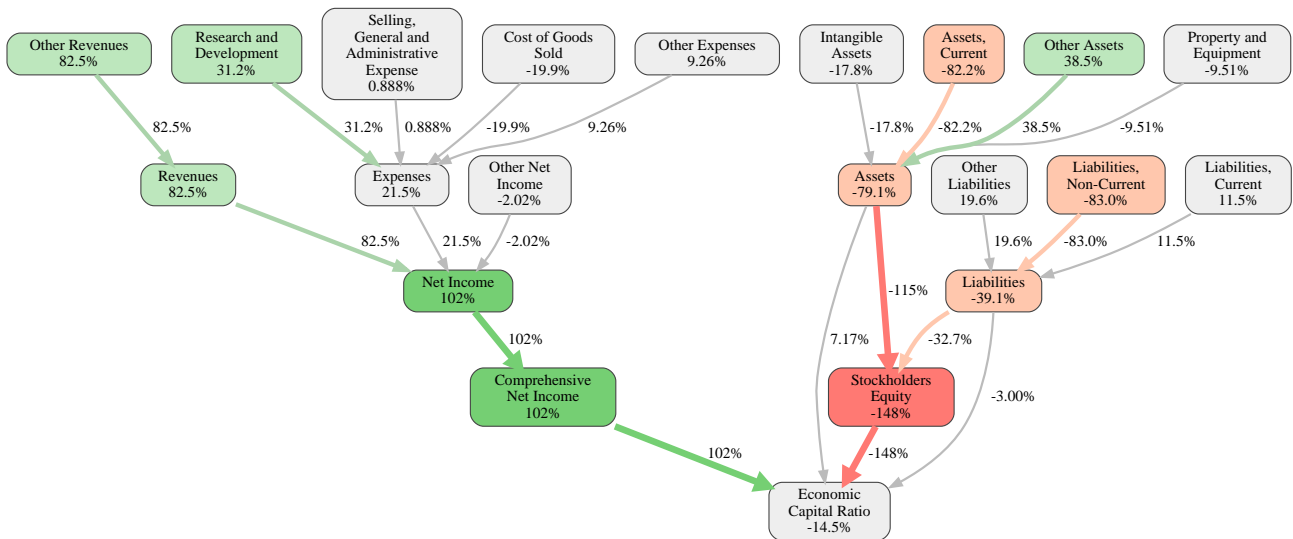 Other Revenues
82.5%
Research and
Development
31.2%
Selling,
General and
Administrative
Expense
0.888%
Cost of Goods
Sold
-19.9%
Other Expenses
9.26%
Intangible
Assets
-17.8%
Assets,
Current
-82.2%
Other Assets
38.5%
Property and
Equipment
-9.51%
82.5%
31.2%
0.888%
-19.9%
9.26%
-17.8%
-82.2%
38.5%
-9.51%
Revenues
82.5%
Expenses
21.5%
Other Net
Income
-2.02%
Assets
-79.1%
Other
Liabilities
19.6%
Liabilities,
Non-Current
-83.0%
Liabilities,
Current
11.5%
82.5%
21.5%
-2.02%
19.6%
-83.0%
11.5%
Net Income
102%
-115%
Liabilities
-39.1%
102%
7.17%
-32.7%
Comprehensive
Net Income
102%
Stockholders
Equity
-148%
-3.00%
102%
-148%
Economic
Capital Ratio
-14.5%